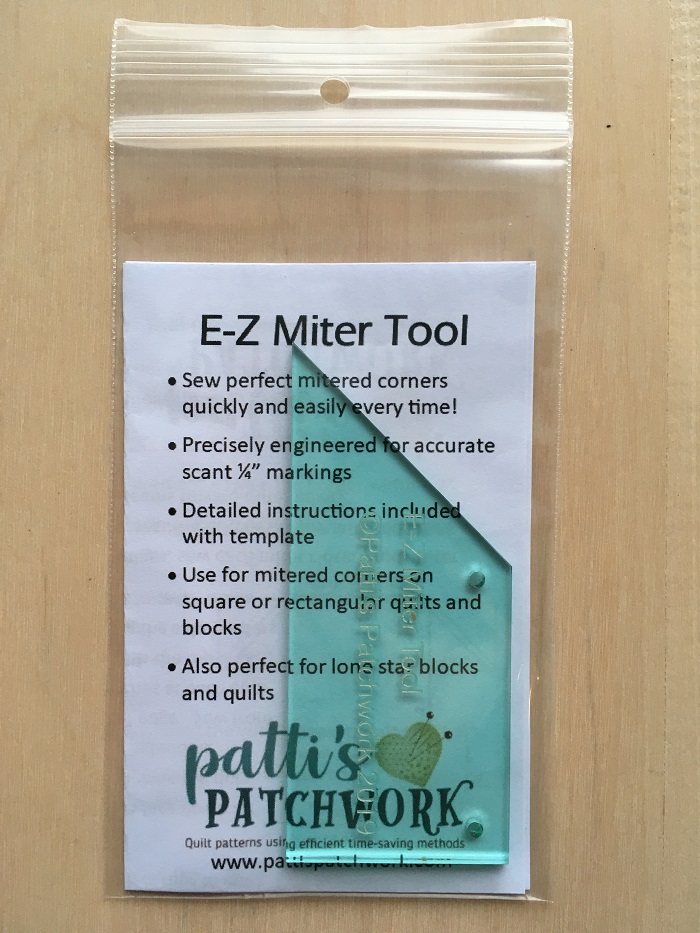 E-Z Miter Tool
• Sew perfect mitered corners
quickly and easily every time!
• Precisely engineered for accurate
scant ¼” markings
• Detailed instructions included
with template
• Use for mitered corners on
square or rectangular quilts and
blocks
• Also perfect for lone star blocks
and quilts
E-Z Miter Tool
©Patti's Patchwork 2019
patti's
PATCHWORK
Quilt patterns using efficient time-saving methods
www.pattispatchwork.com